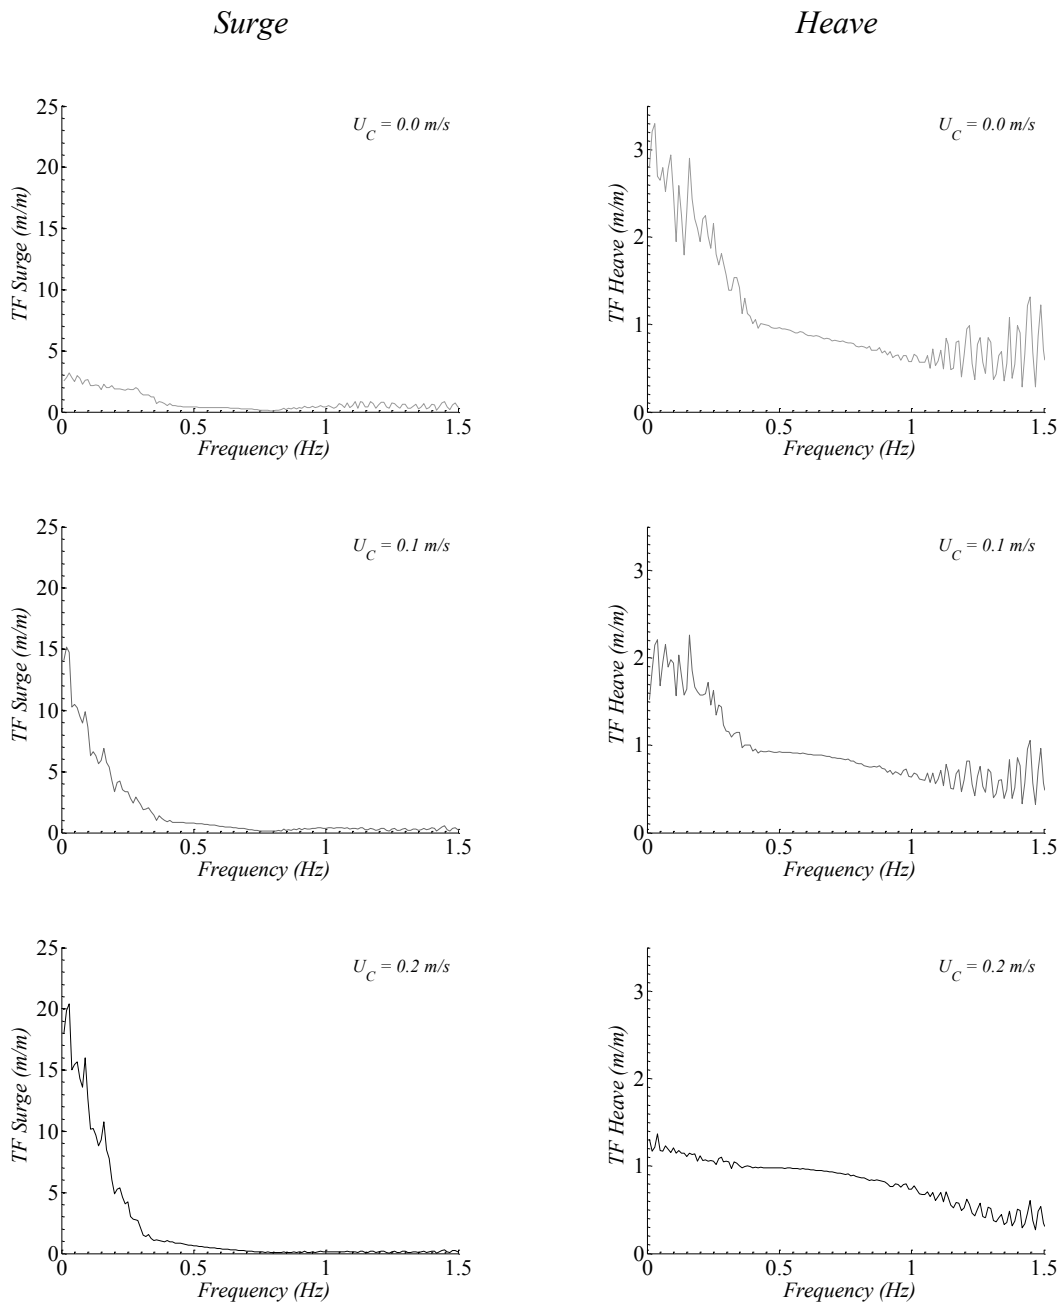 Surge
Heave
25
20
15
10
5
0
TF Surge (m/m)
U_C = 0.0 m/s
0
0.5
1
1.5
Frequency (Hz)
3
2
1
0
TF Heave (m/m)
U_C = 0.0 m/s
0
0.5
1
1.5
Frequency (Hz)
25
20
15
10
5
0
TF Surge (m/m)
U_C = 0.1 m/s
0
0.5
1
1.5
Frequency (Hz)
3
2
1
0
TF Heave (m/m)
U_C = 0.1 m/s
0
0.5
1
1.5
Frequency (Hz)
25
20
15
10
5
0
TF Surge (m/m)
U_C = 0.2 m/s
0
0.5
1
1.5
Frequency (Hz)
3
2
1
0
TF Heave (m/m)
U_C = 0.2 m/s
0
0.5
1
1.5
Frequency (Hz)